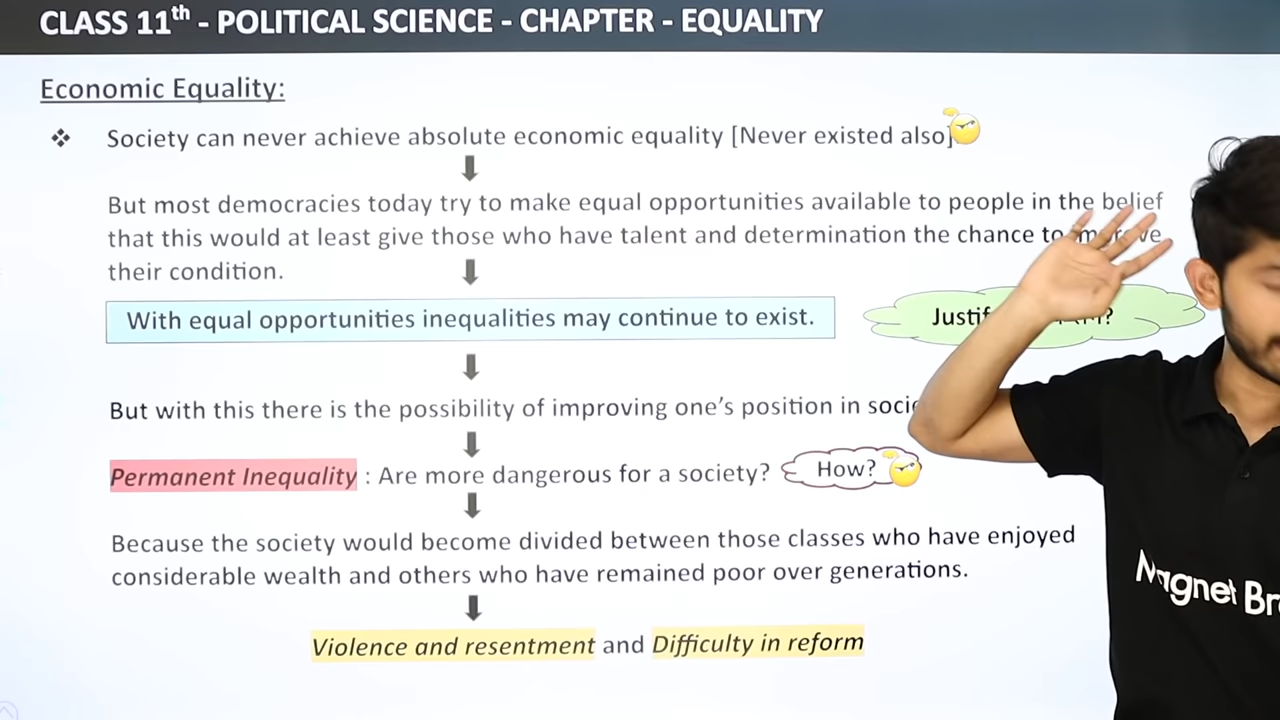 CLASS 11th - POLITICAL SCIENCE - CHAPTER - EQUALITY
Economic Equality:
❖ Society can never achieve absolute economic equality [Never existed also]
But most democracies today try to make equal opportunities available to people in the belief
that this would at least give those who have talent and determination the chance to
their condition.
With equal opportunities inequalities may continue to exist.
But with this there is the possibility of improving one's position in
Permanent Inequality : Are more dangerous for a society? How?
Because the society would become divided between those classes who have enjoyed
considerable wealth and others who have remained poor over generations.
Violence and resentment and Difficulty in reform
Magnet